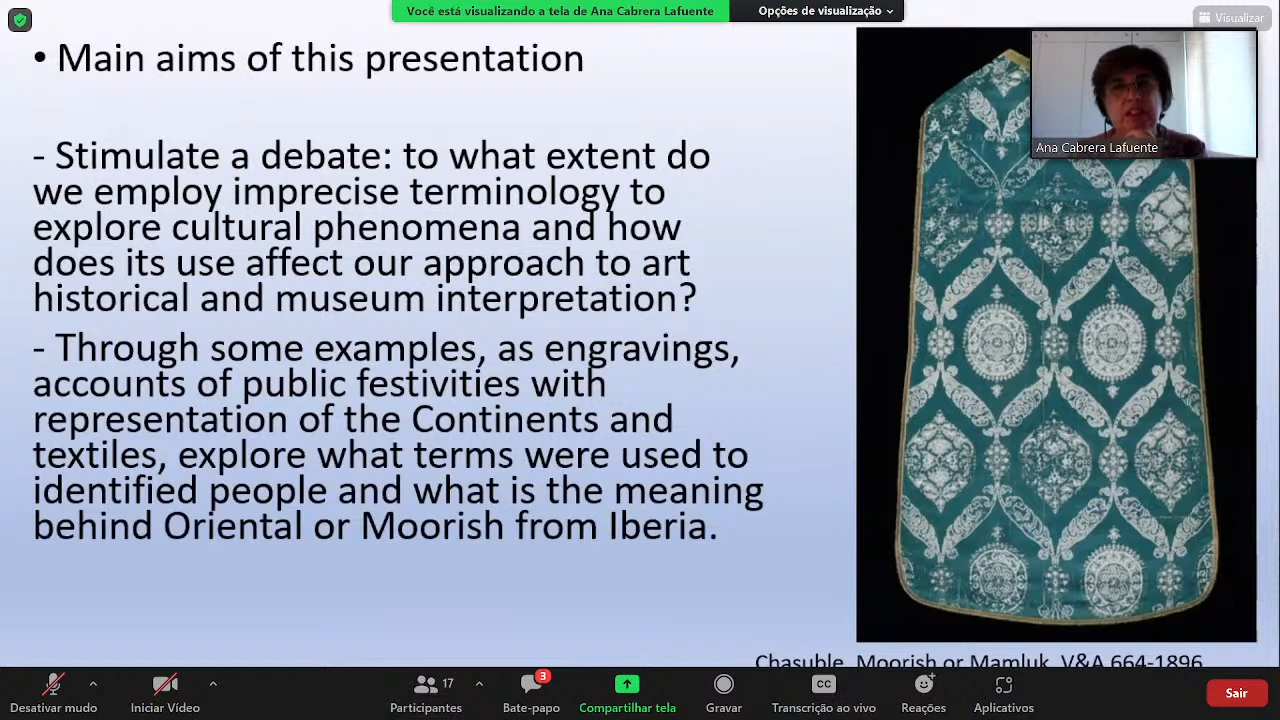 Você está visualizando a tela de Ana Cabrera Lafuente
Opções de visualização
Visualizar
• Main aims of this presentation
Ana Cabrera Lafuente
- Stimulate a debate: to what extent do
we employ imprecise terminology to
explore cultural phenomena and how
does its use affect our approach to art
historical and museum interpretation?
- Through some examples, as engravings,
accounts of public festivities with
representation of the Continents and
textiles, explore what terms were used to
identified people and what is the meaning
behind Oriental or Moorish from Iberia.
Chasuble, Moorish or Mamluk, V&A 664-1896
17
3
CC
Desativar mudo
Iniciar Vídeo
Participantes
Bate-papo
Compartilhar tela
Gravar
Transcrição ao vivo
Reações
Aplicativos
Sair